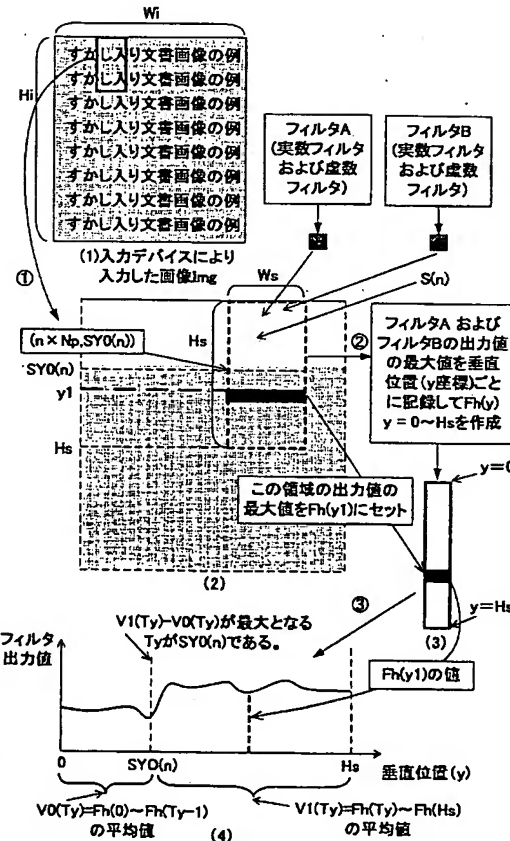 Wi
Hi
すかし入り文書画像の例
すかし入り文書画像の例
すかし入り文書画像の例
すかし入り文書画像の例
すかし入り文書画像の例
すかし入り文書画像の例
すかし入り文書画像の例
(1)入力デバイスにより
入力した画像Img
フィルタA
(実数フィルタ
および虚数
フィルタ)
フィルタB
(実数フィルタ
および虚数
フィルタ)
①
Ws
S(n)
Hs
(n×Np,SY0(n))
SY0(n)
y1
Hs
②
フィルタA および
フィルタBの出力値
の最大値を垂直
位置(y座標)ごと
に記録してFh(y)
y = 0~Hsを作成
この領域の出力値の
最大値をFh(y1)にセット
y=0
y=Hs
(2)
(3)
③
V1(Ty)-V0(Ty)が最大となる
TyがSY0(n)である。
フィルタ
出力値
Fh(y1)の値
0
SY0(n)
Hs
垂直位置(y)
V0(Ty)=Fh(0)~Fh(Ty-1)
の平均値
V1(Ty)=Fh(Ty)~Fh(Hs)
の平均値
(4)